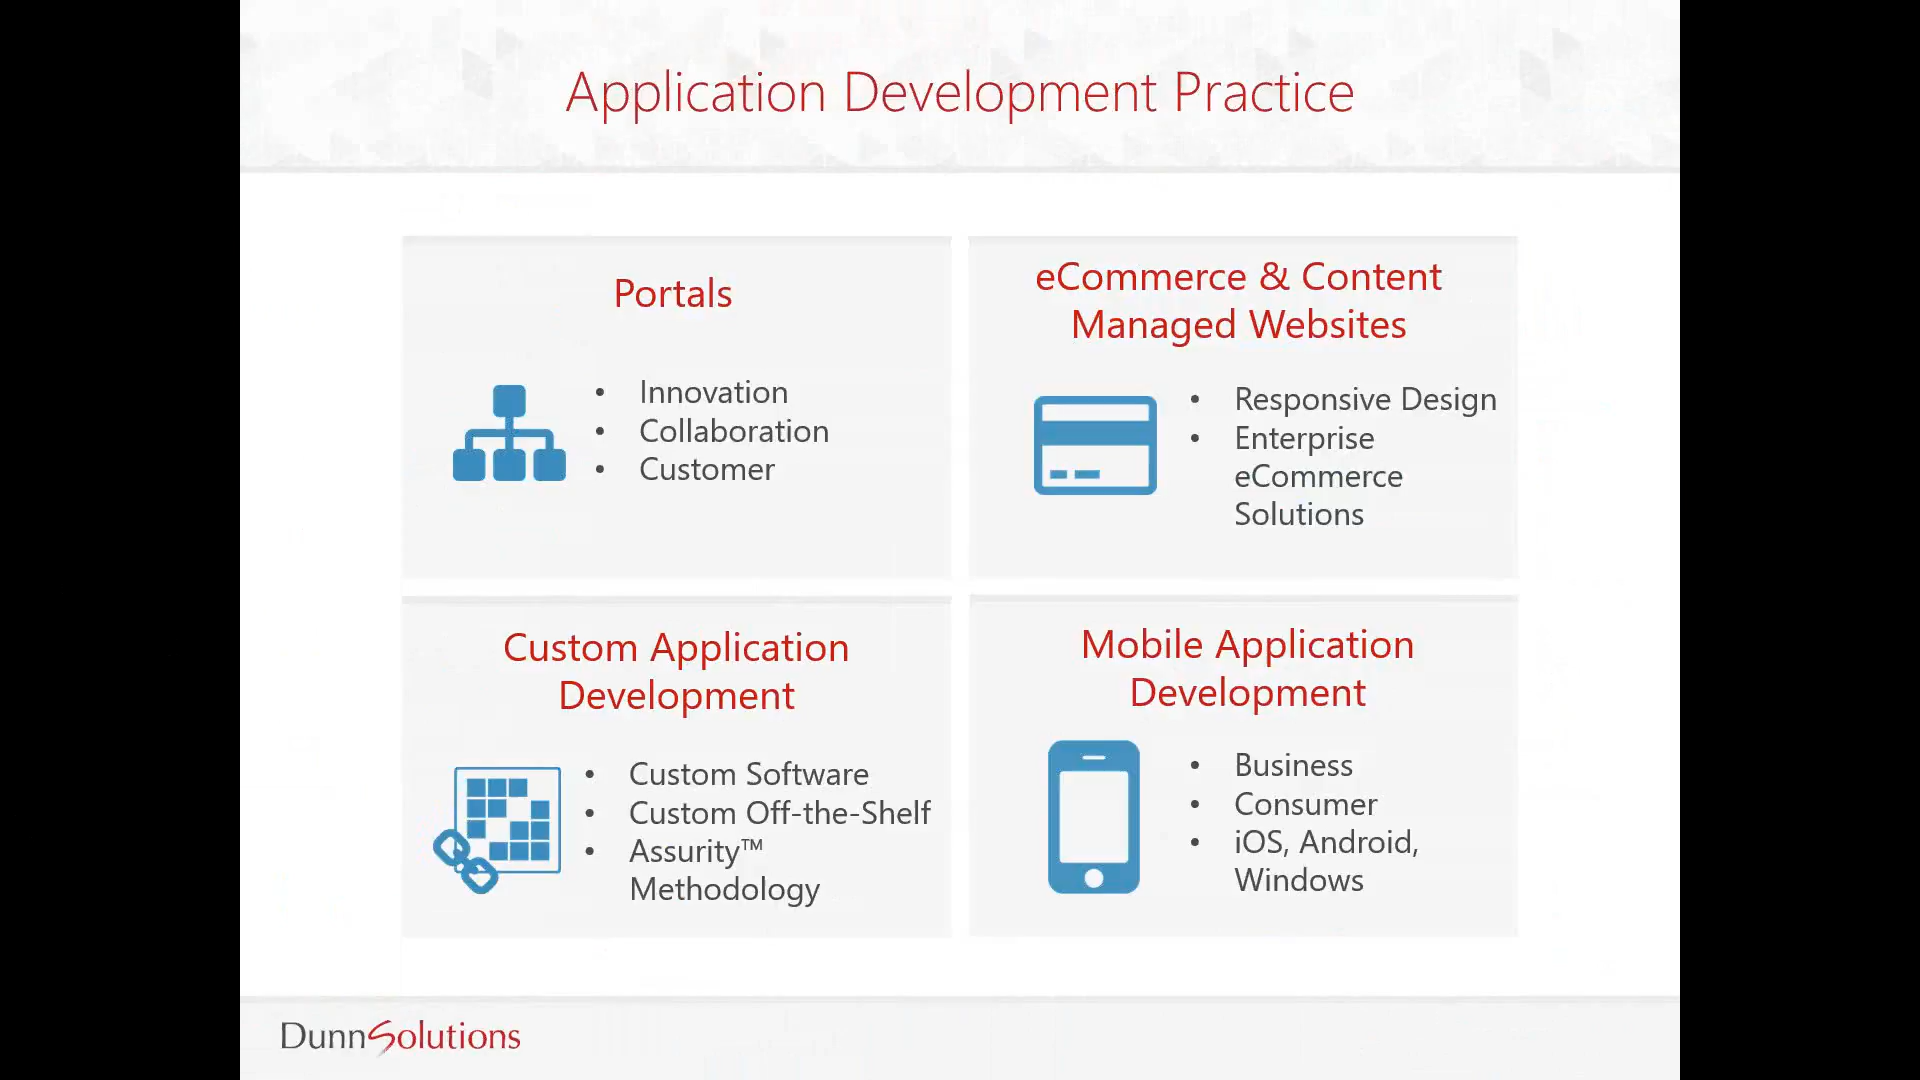 Application Development Practice
Portals
• Innovation
• Collaboration
• Customer
eCommerce & Content
Managed Websites
• Responsive Design
• Enterprise
eCommerce
Solutions
Custom Application
Development
• Custom Software
• Custom Off-the-Shelf
• Assurity™
Methodology
Mobile Application
Development
• Business
• Consumer
• iOS, Android,
Windows
DunnSolutions